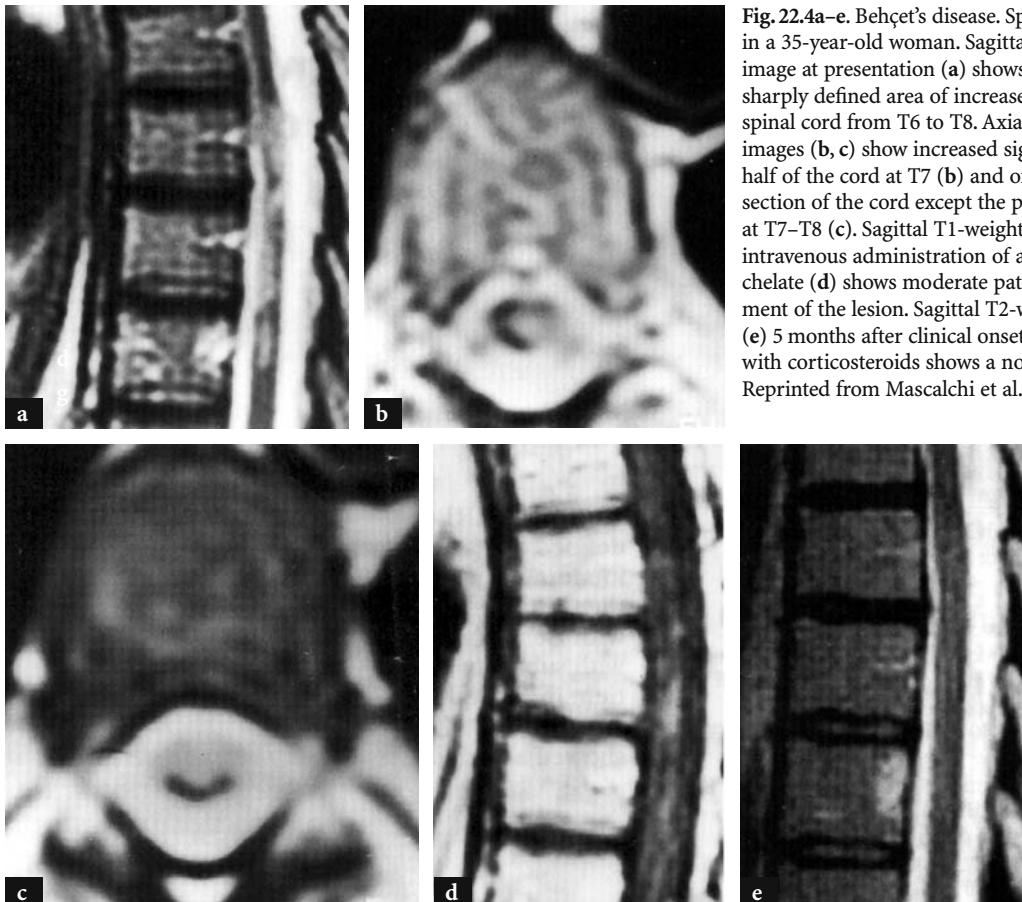 Fig. 22.4a–e. Behçet's disease. Sp
in a 35-year-old woman. Sagitta
image at presentation (a) shows
sharply defined area of increase
spinal cord from T6 to T8. Axia
images (b, c) show increased sig
half of the cord at T7 (b) and o
section of the cord except the p
at T7–T8 (c). Sagittal T1-weight
intravenous administration of a
chelate (d) shows moderate pat
ment of the lesion. Sagittal T2-w
(e) 5 months after clinical onset
with corticosteroids shows a no
Reprinted from Mascalchi et al.
d
g
a
b
c
d
e